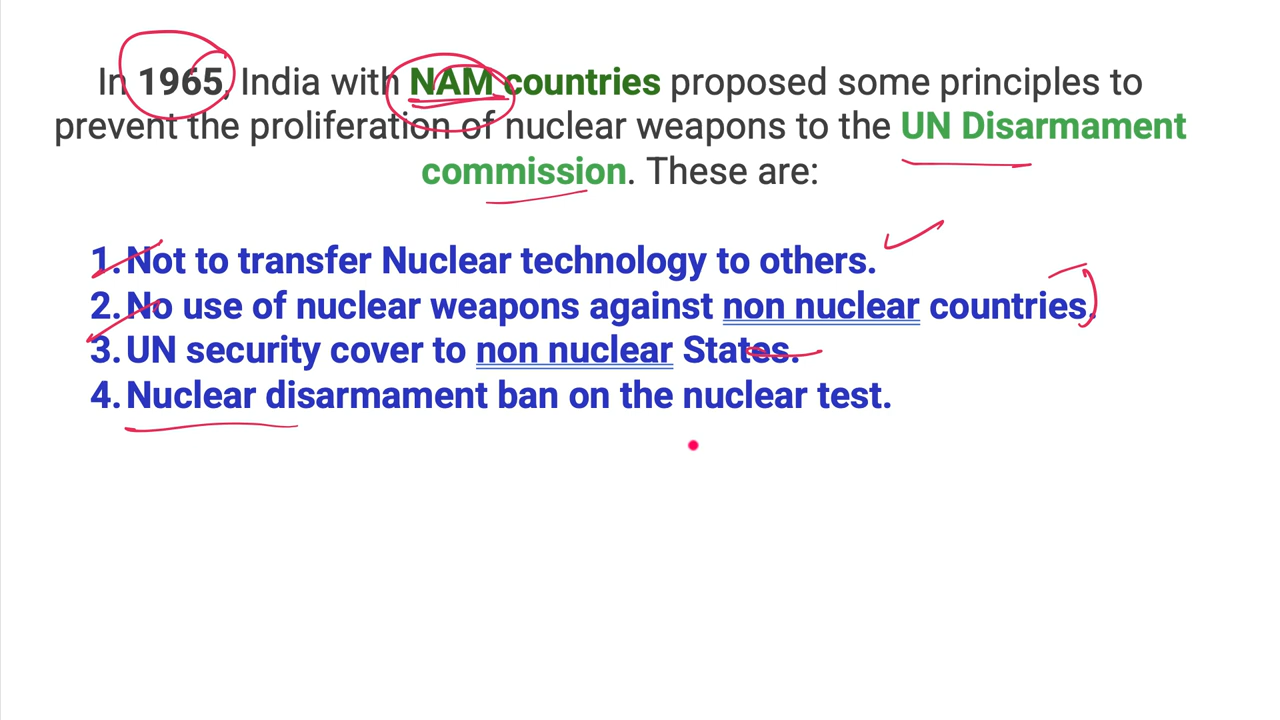 In 1965, India with NAM countries proposed some principles to
prevent the proliferation of nuclear weapons to the UN Disarmament
commission. These are:
1. Not to transfer Nuclear technology to others.
2. No use of nuclear weapons against non nuclear countries.
3. UN security cover to non nuclear States.
4. Nuclear disarmament ban on the nuclear test.